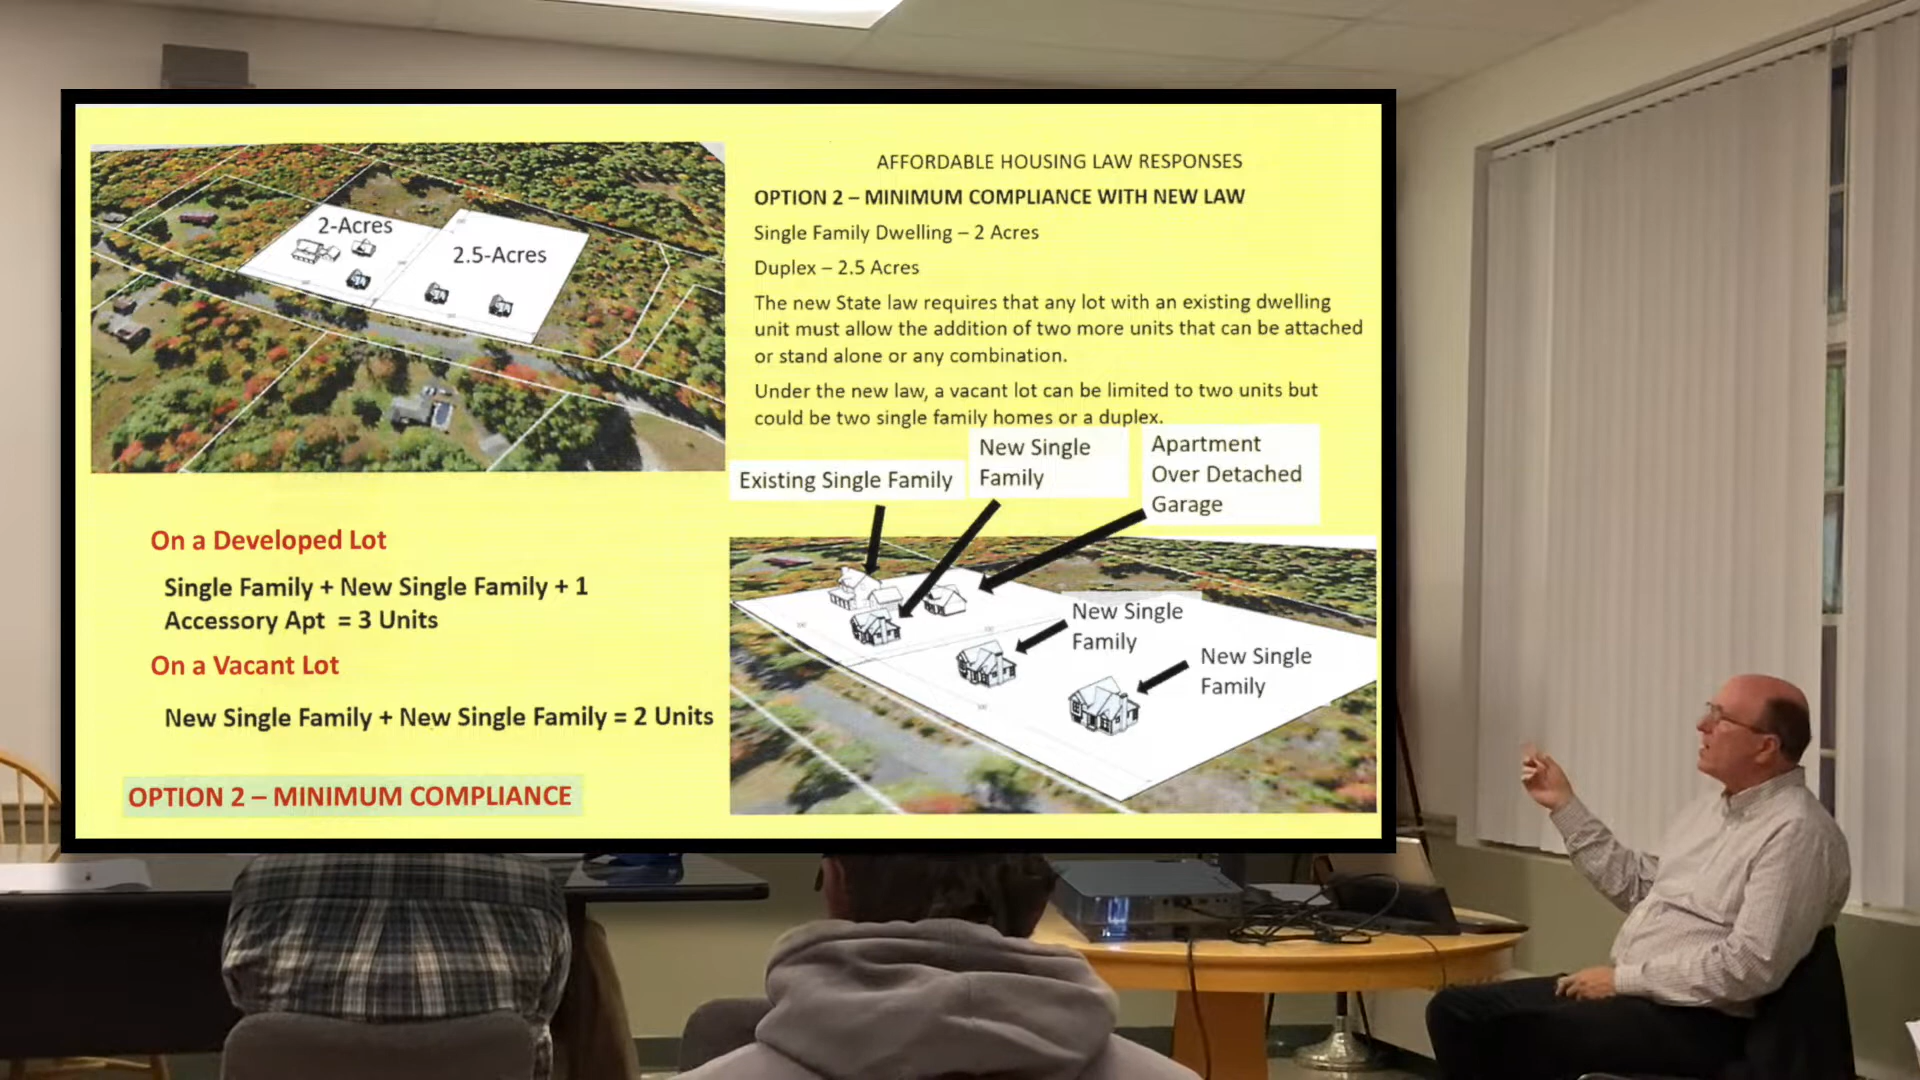 AFFORDABLE HOUSING LAW RESPONSES
OPTION 2 – MINIMUM COMPLIANCE WITH NEW LAW
Single Family Dwelling – 2 Acres
Duplex – 2.5 Acres
The new State law requires that any lot with an existing dwelling
unit must allow the addition of two more units that can be attached
or stand alone or any combination.
Under the new law, a vacant lot can be limited to two units but
could be two single family homes or a duplex.
2-Acres
2.5-Acres
Existing Single Family
New Single
Family
Apartment
Over Detached
Garage
New Single
Family
New Single
Family
On a Developed Lot
Single Family + New Single Family + 1
Accessory Apt = 3 Units
On a Vacant Lot
New Single Family + New Single Family = 2 Units
OPTION 2 – MINIMUM COMPLIANCE